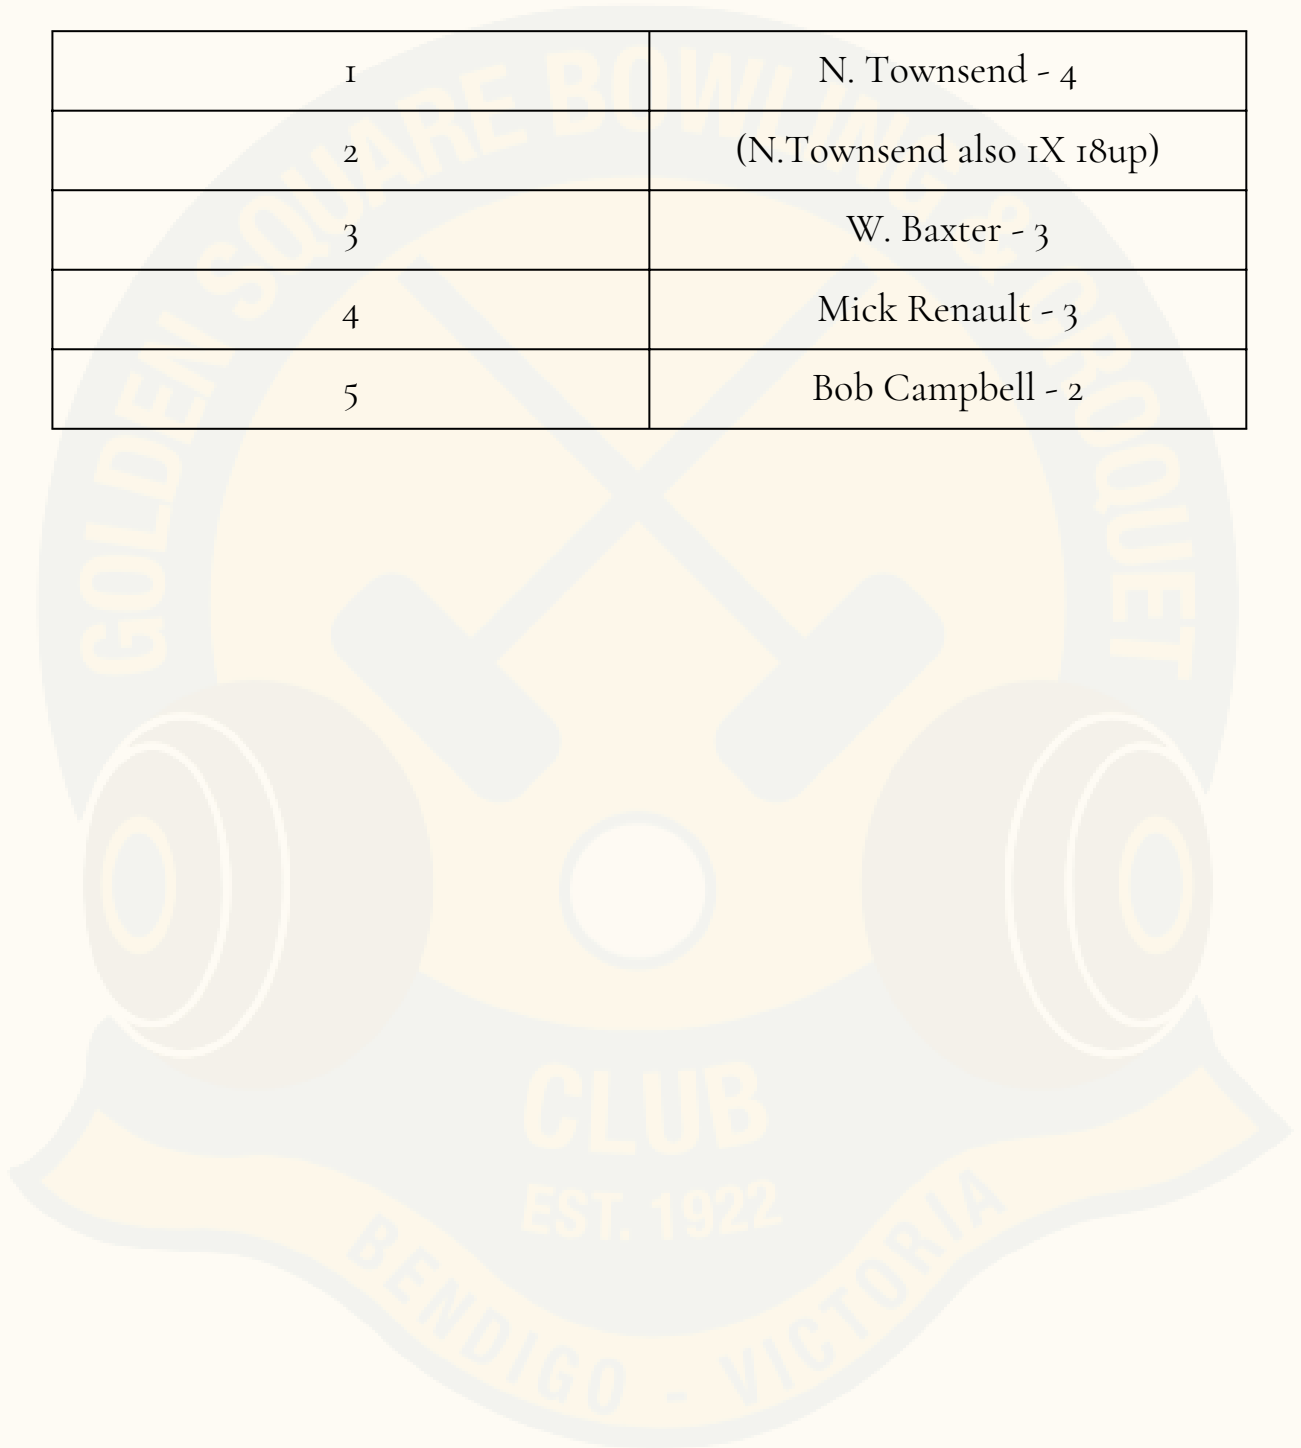 1 N. Townsend - 4
2 (N.Townsend also 1X 18up)
3 W. Baxter - 3
4 Mick Renault - 3
5 Bob Campbell - 2
GOLDEN SQUARE BOWLING & CROQUET
CLUB
EST. 1922
BENDIGO - VICTORIA